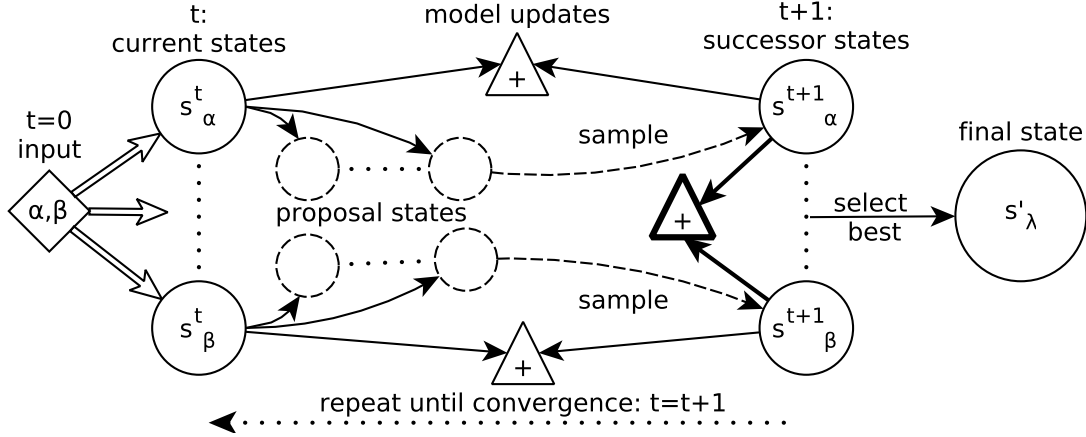 t:
current states
model updates
t+1:
successor states
t=0
input
α,β
s^t_α
+
s^{t+1}_α
sample
final state
proposal states
+
select
best
s'_λ
sample
s^t_β
+
s^{t+1}_β
repeat until convergence: t=t+1